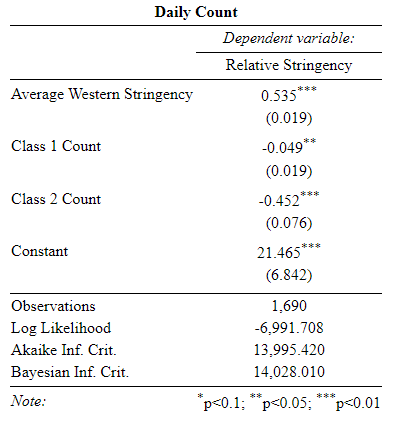 Daily Count
Dependent variable:
Relative Stringency
Average Western Stringency 0.535***
(0.019)
Class 1 Count -0.049**
(0.019)
Class 2 Count -0.452***
(0.076)
Constant 21.465***
(6.842)
Observations 1,690
Log Likelihood -6,991.708
Akaike Inf. Crit. 13,995.420
Bayesian Inf. Crit. 14,028.010
Note: *p<0.1; **p<0.05; ***p<0.01